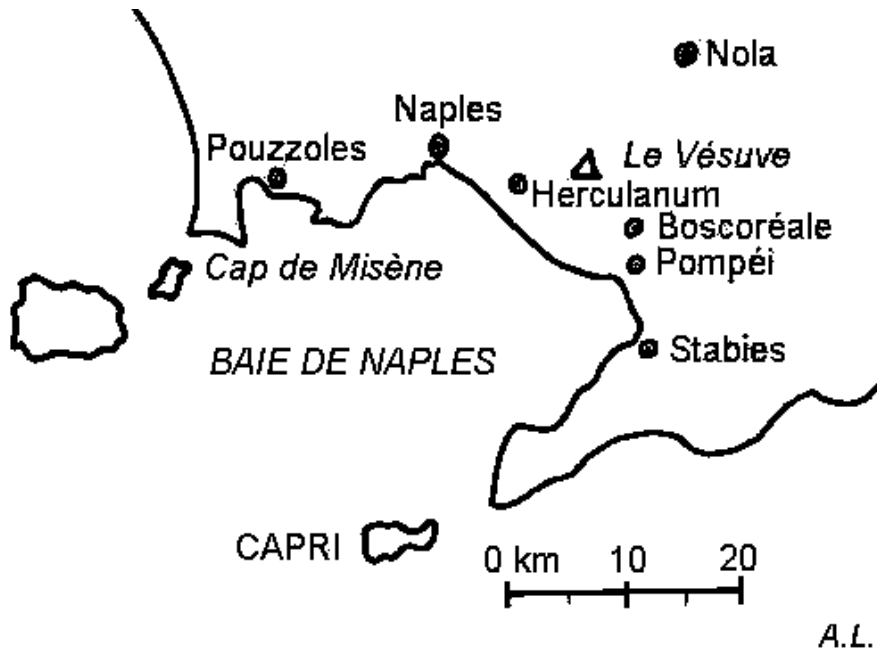 Nola
Naples
Pouzzoles
Le Vésuve
Herculanum
Boscoréale
Pompéi
Cap de Misène
BAIE DE NAPLES
Stabies
CAPRI
0 km 10 20
A.L.